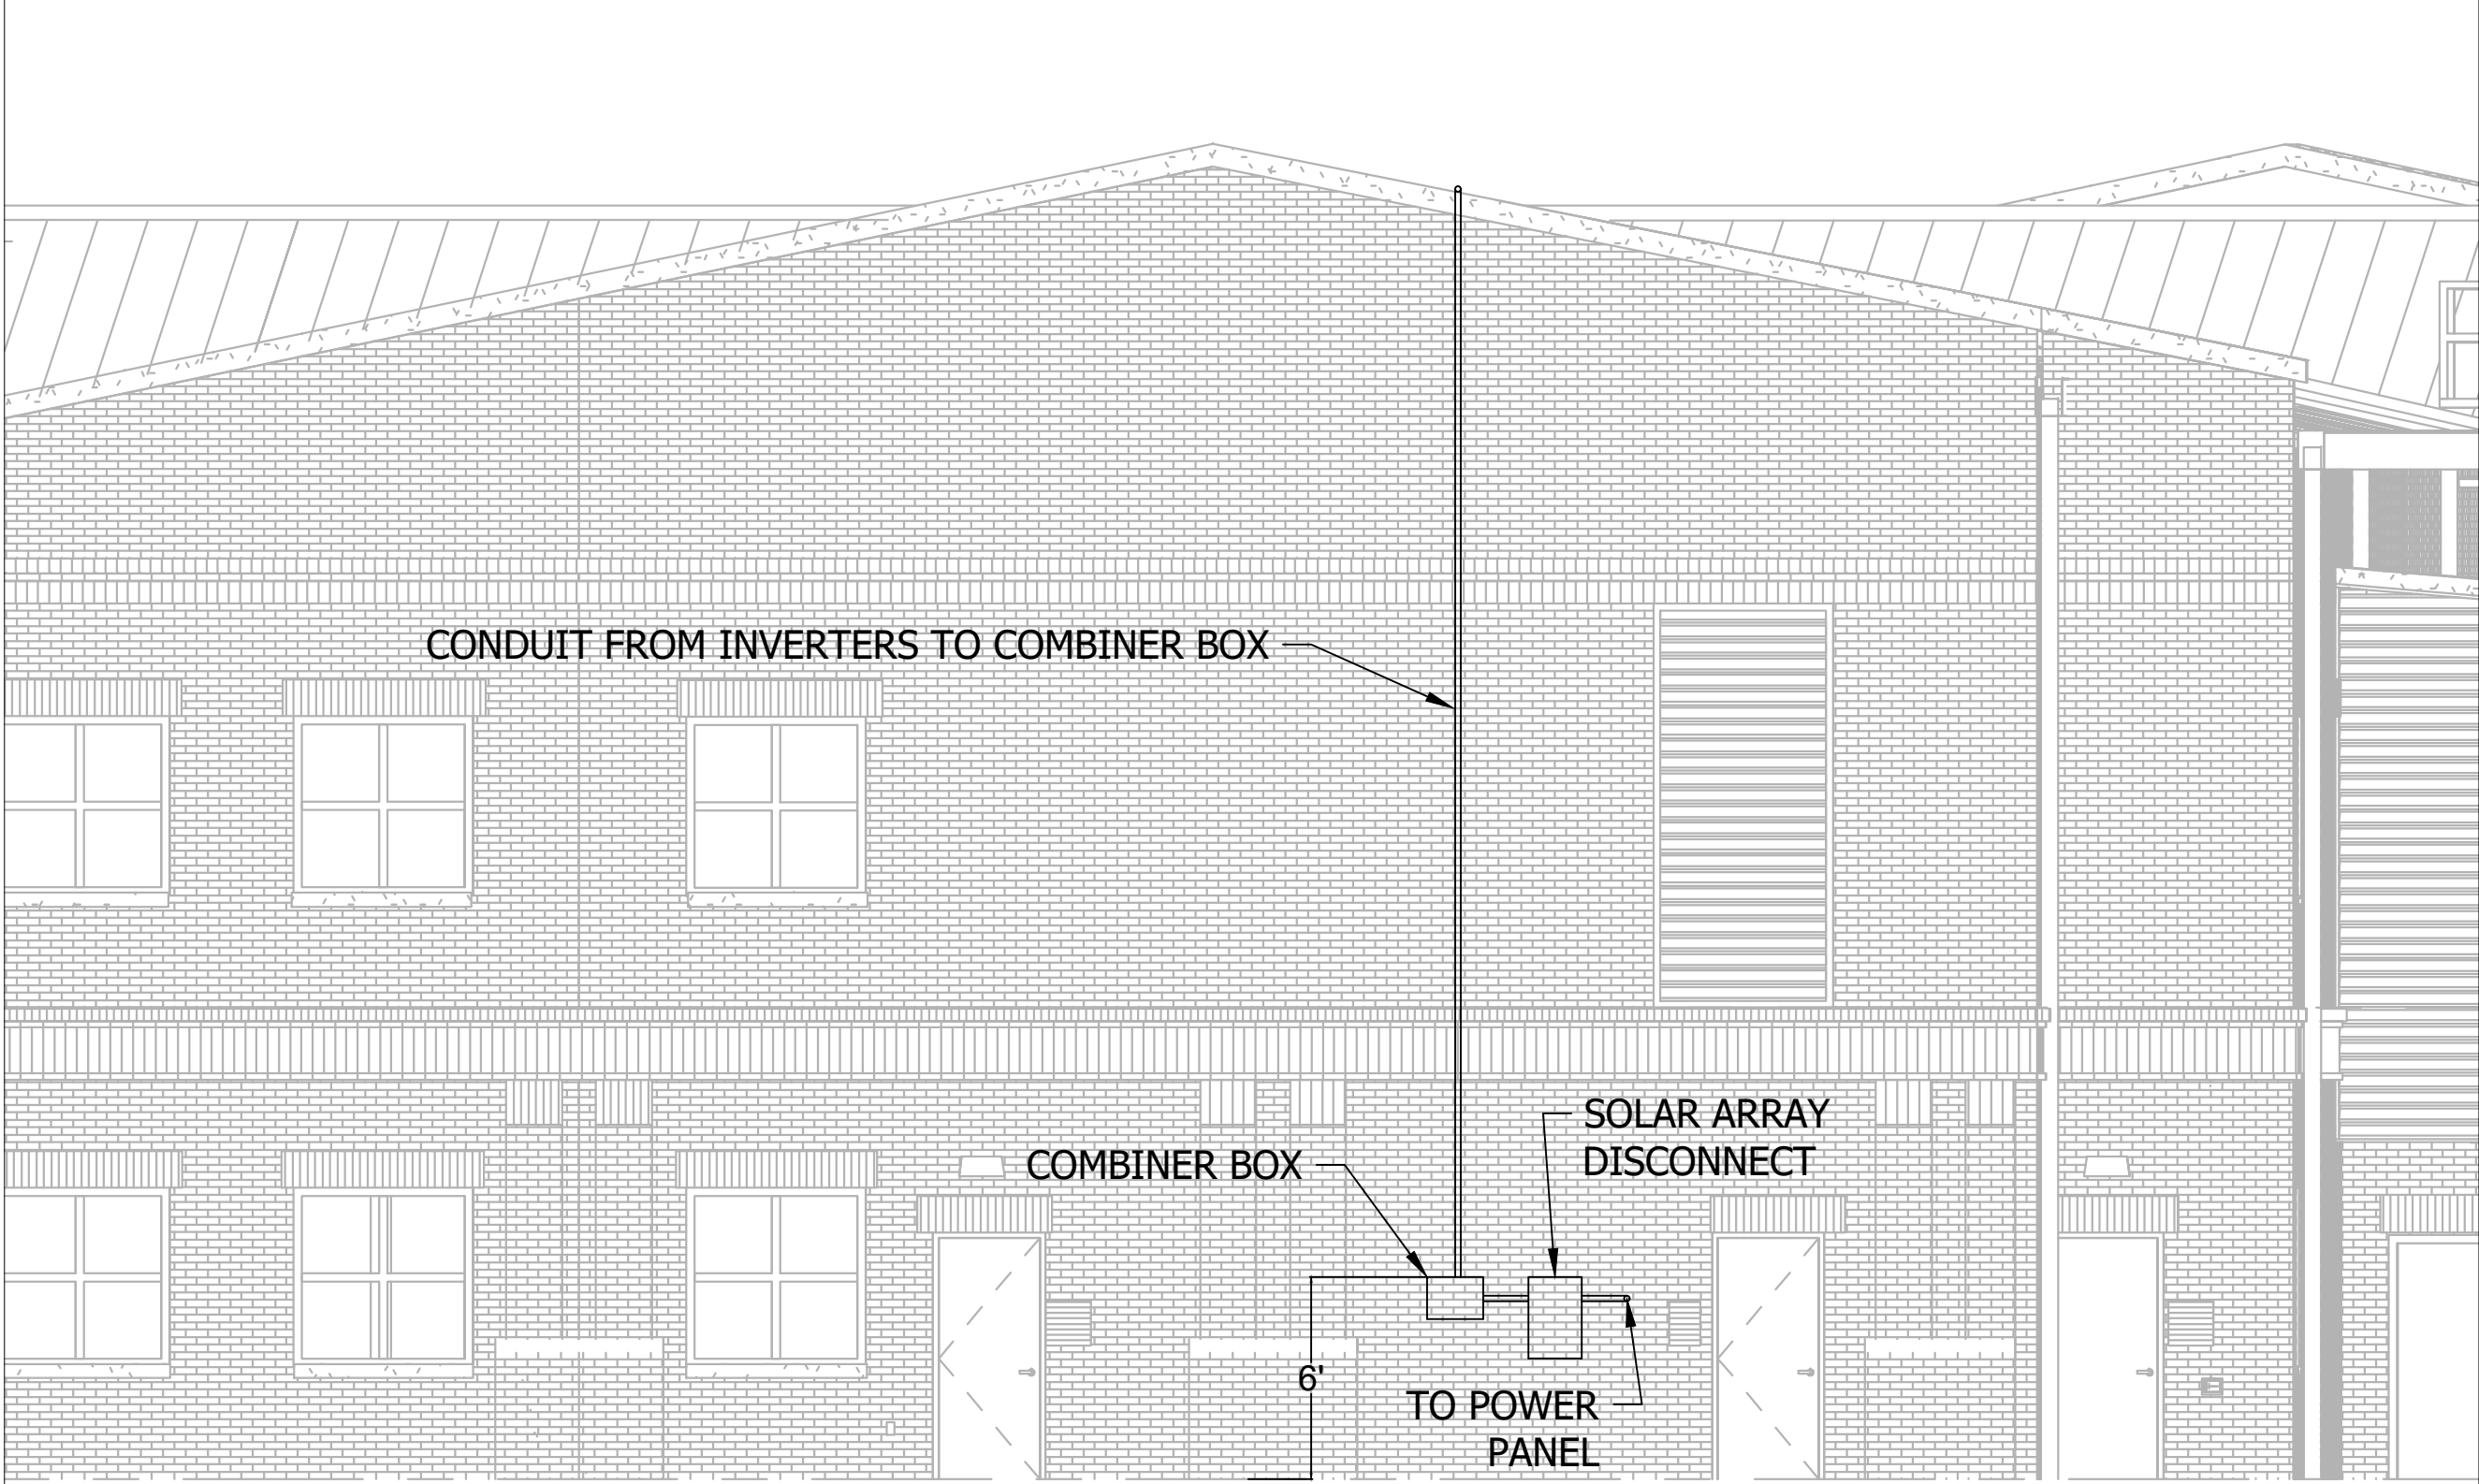 CONDUIT FROM INVERTERS TO COMBINER BOX
SOLAR ARRAY
DISCONNECT
COMBINER BOX
6'
TO POWER
PANEL